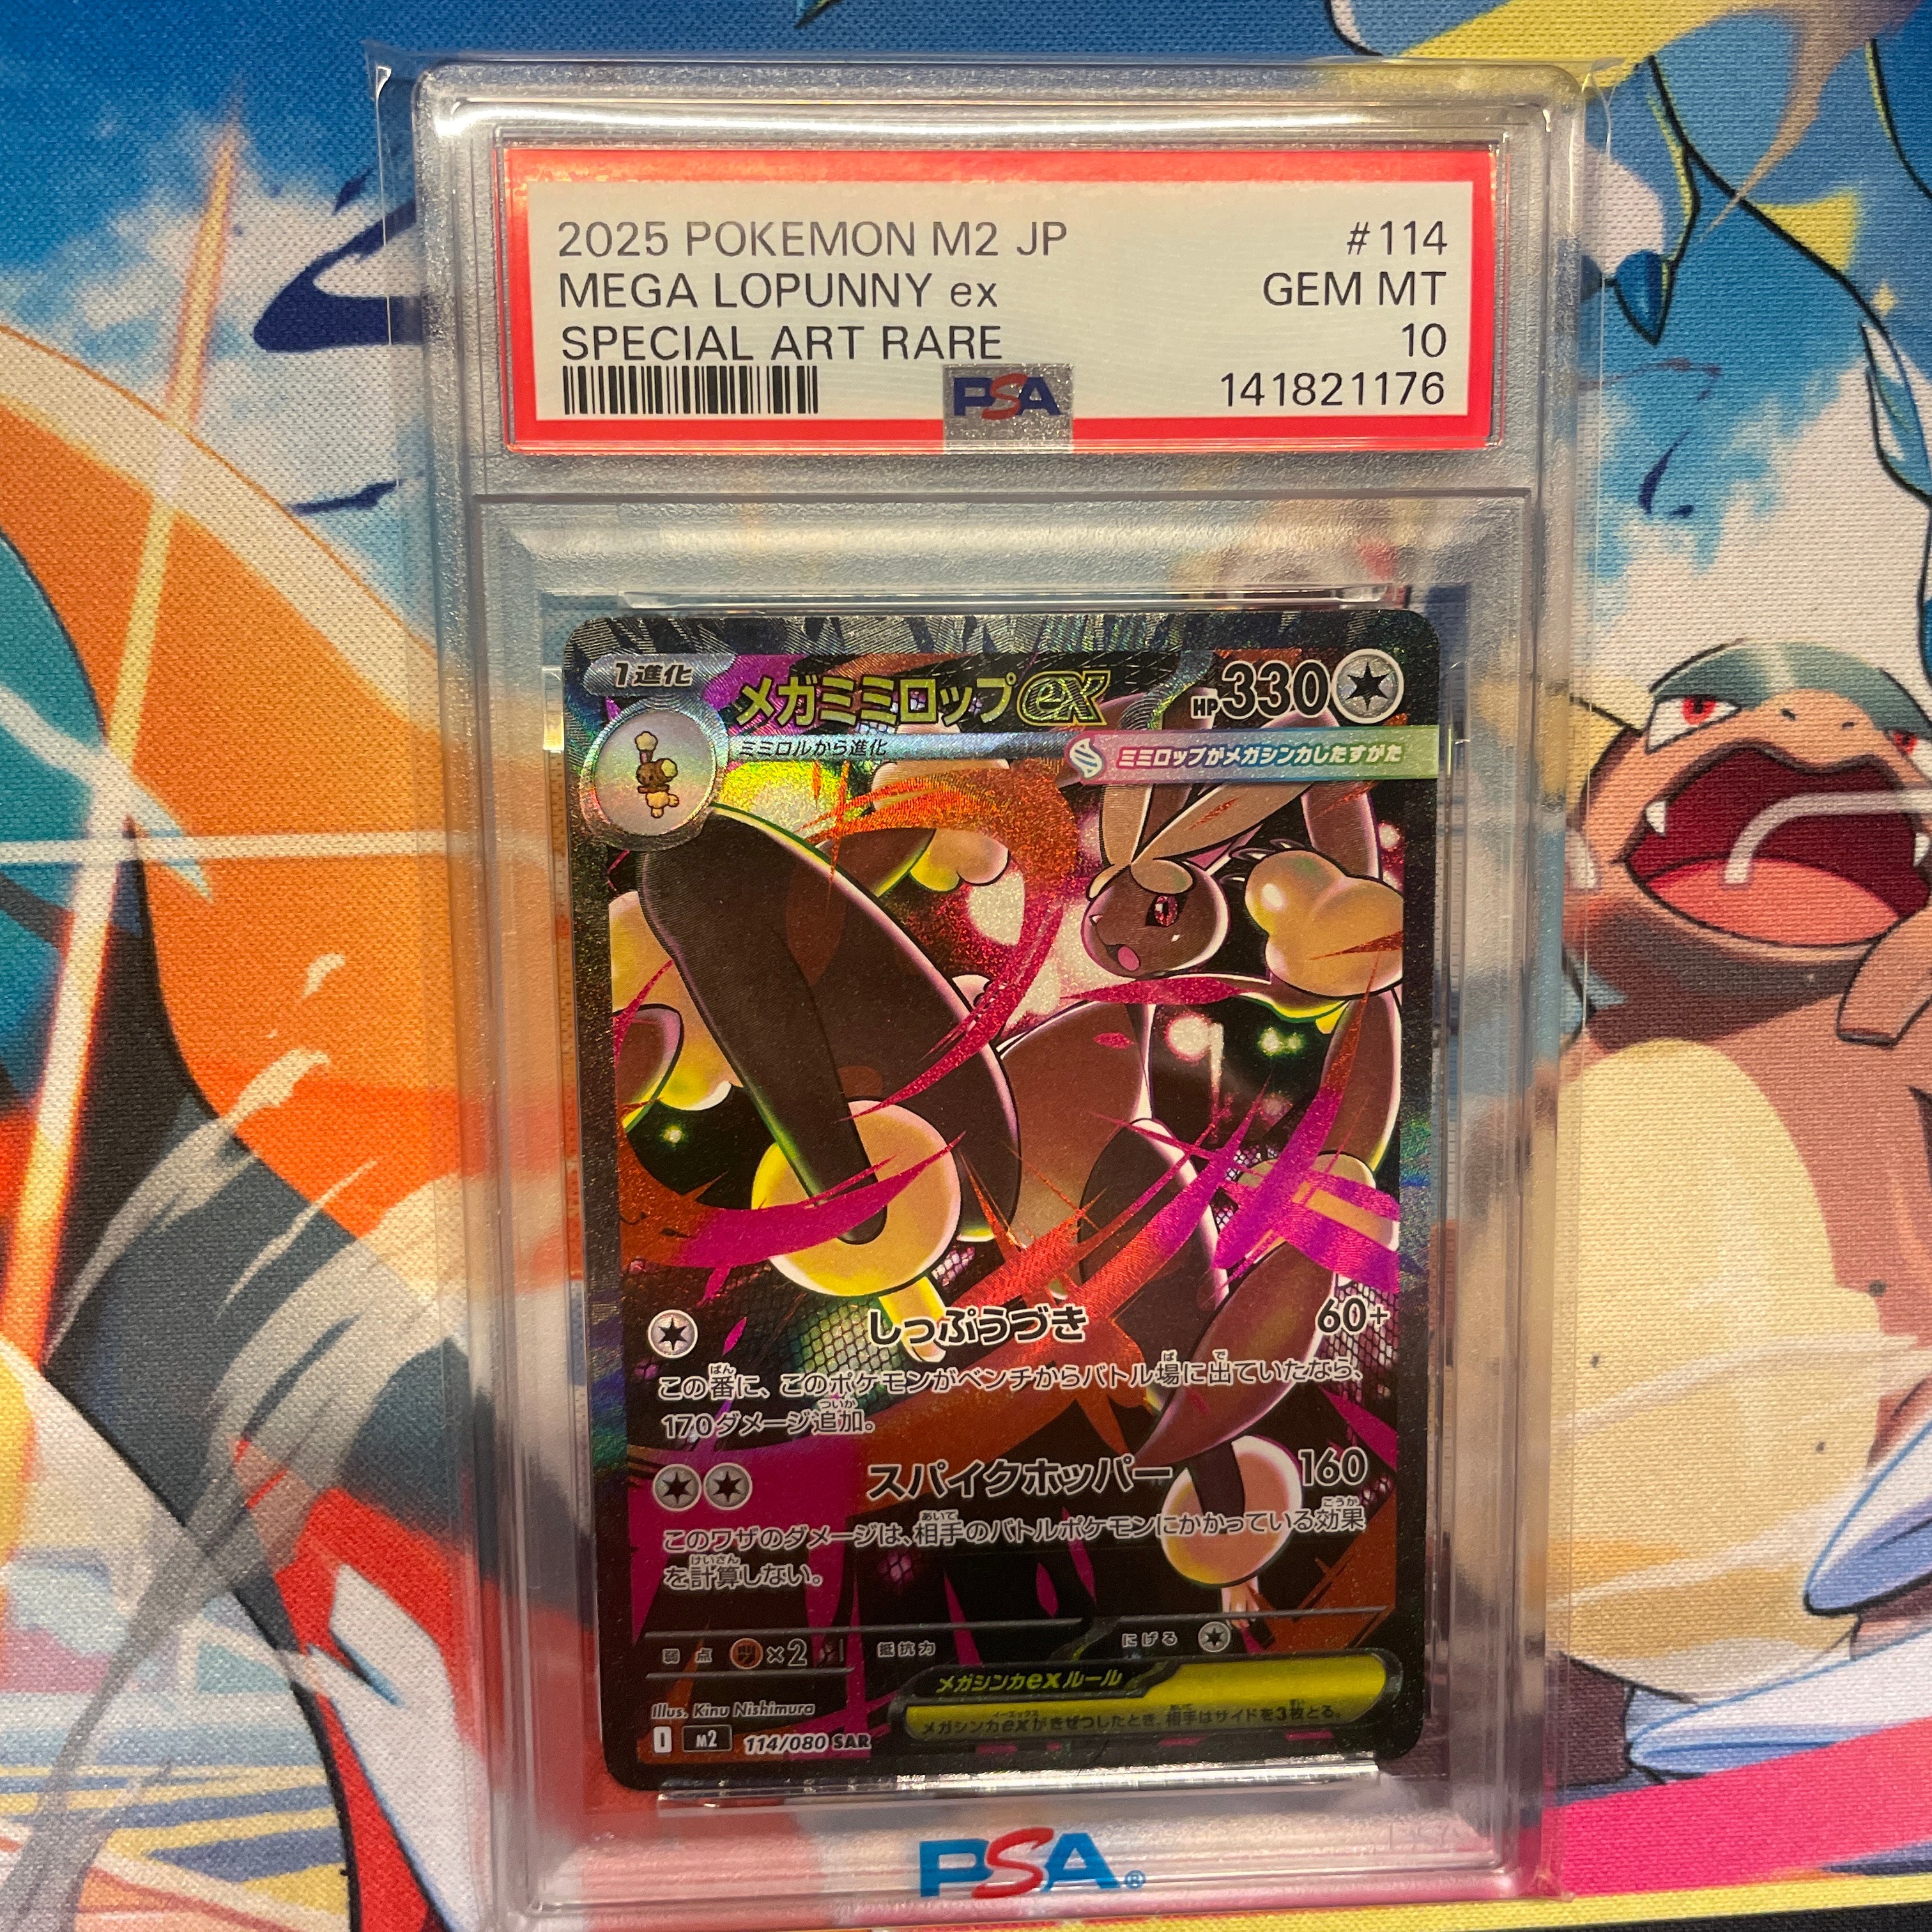 2025 POKEMON M2 JP #114
MEGA LOPUNNY ex GEM MT
SPECIAL ART RARE 10
PSA 141821176
1進化 メガミミロップex HP330
ミミロルから進化 ミミロップがメガシンカしたすがた
しっぷうづき 60+
この番に、このポケモンがベンチからバトル場に出ていたなら、
170ダメージ追加。
スパイクホッパー 160
このワザのダメージは、相手のバトルポケモンにかかっている効果
を計算しない。
弱点 ×2 抵抗力 にげる
メガシンカexルール
メガシンカexがきぜつしたとき、相手はサイドを3枚とる。
Illus. Kinu Nishimura
I M2 114/080 SAR
PSA®